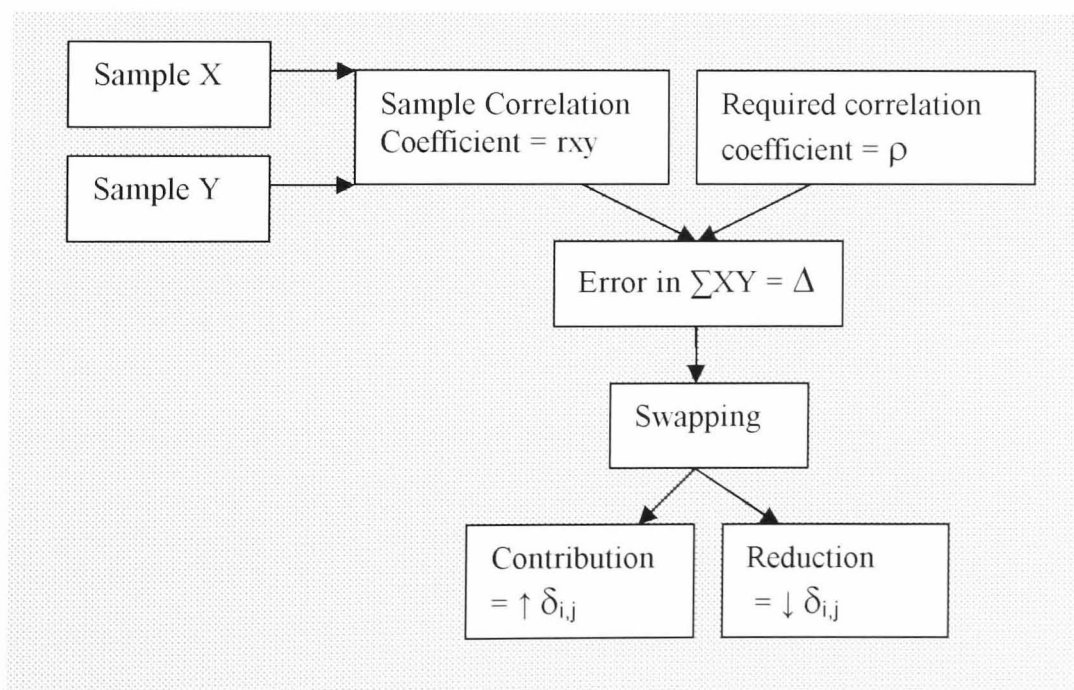 Sample X
Sample Correlation
Coefficient = rxy
Required correlation
coefficient = ρ
Sample Y
Error in ∑XY = Δ
Swapping
Contribution
= ↑ δi,j
Reduction
= ↓ δi,j